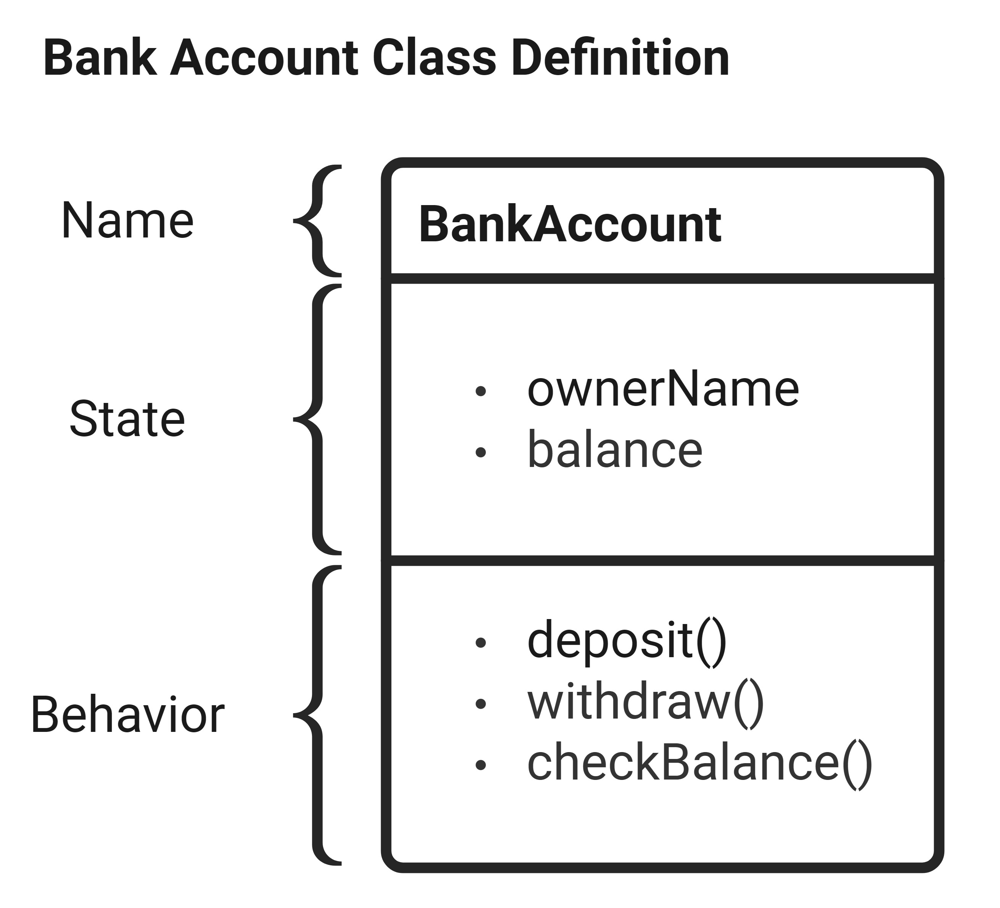 Bank Account Class Definition
Name
BankAccount
State
• ownerName
• balance
Behavior
• deposit()
• withdraw()
• checkBalance()